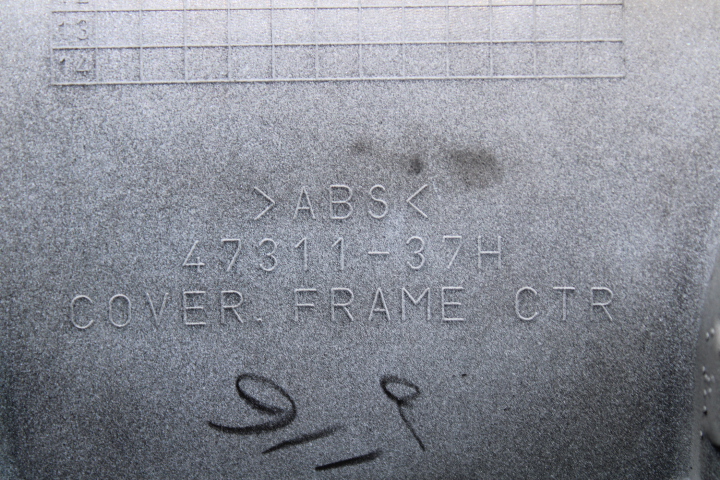 13
14
>ABS<
47311-37H
COVER. FRAME CTR